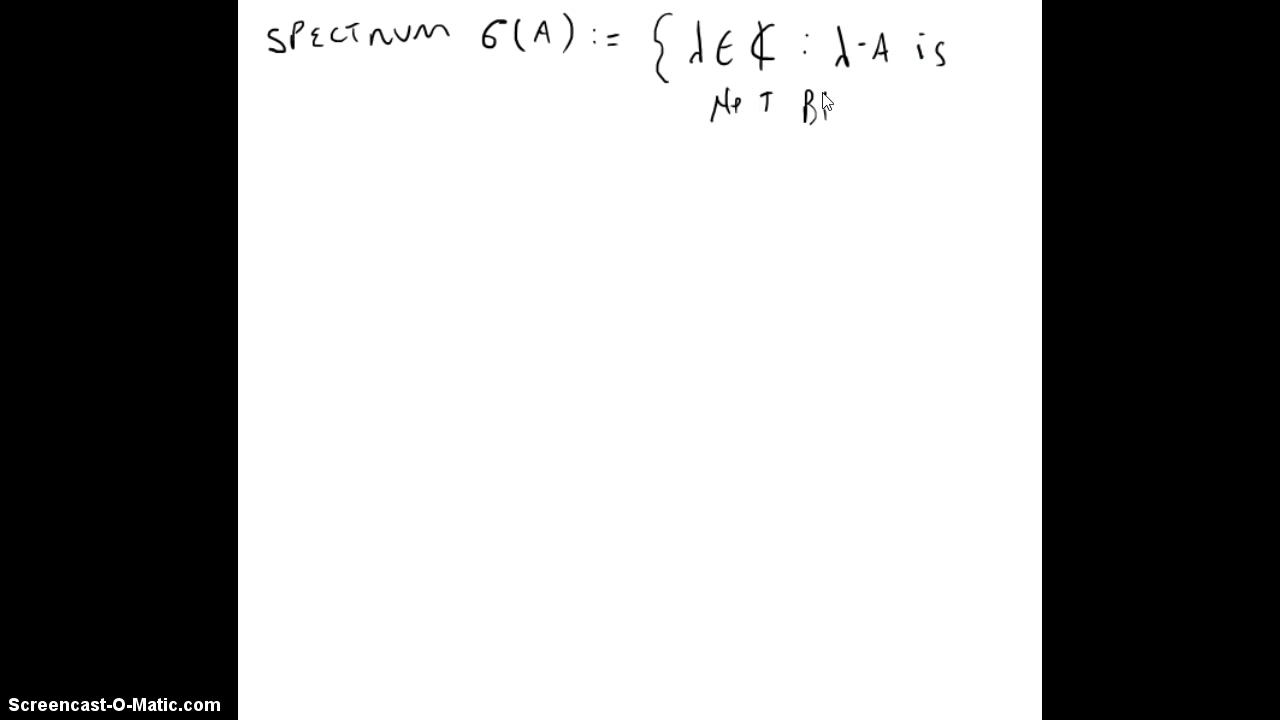 SPECTRUM σ(A) := { λ ∈ ℂ : λ - A is
NOT
Screencast-O-Matic.com